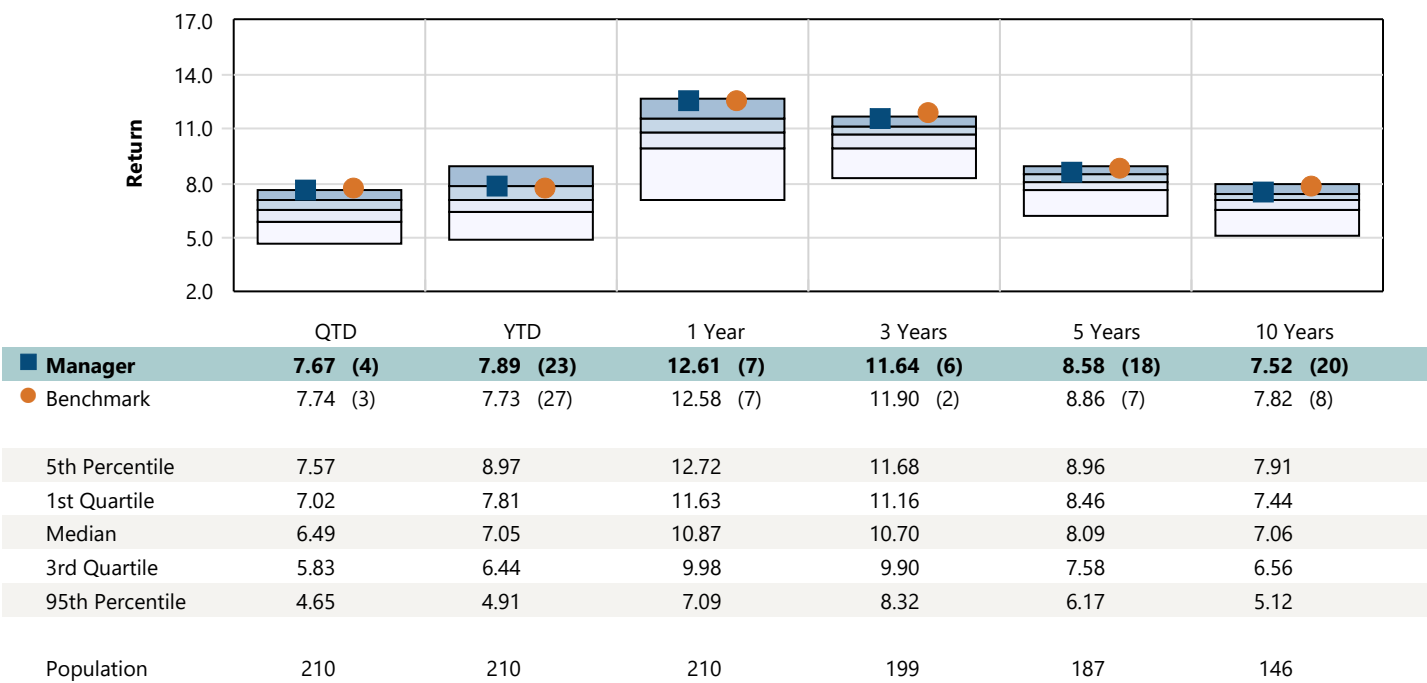 17.0
14.0
11.0
8.0
5.0
2.0
Return
QTD YTD 1 Year 3 Years 5 Years 10 Years
Manager 7.67 (4) 7.89 (23) 12.61 (7) 11.64 (6) 8.58 (18) 7.52 (20)
Benchmark 7.74 (3) 7.73 (27) 12.58 (7) 11.90 (2) 8.86 (7) 7.82 (8)
5th Percentile 7.57 8.97 12.72 11.68 8.96 7.91
1st Quartile 7.02 7.81 11.63 11.16 8.46 7.44
Median 6.49 7.05 10.87 10.70 8.09 7.06
3rd Quartile 5.83 6.44 9.98 9.90 7.58 6.56
95th Percentile 4.65 4.91 7.09 8.32 6.17 5.12
Population 210 210 210 199 187 146